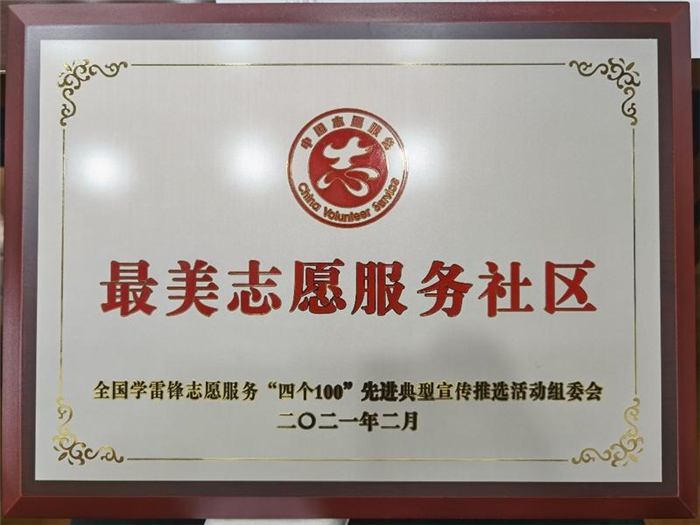 中国志愿服务
China Volunteer Service
最美志愿服务社区
全国学雷锋志愿服务“四个100”先进典型宣传推选活动组委会
二〇二一年二月